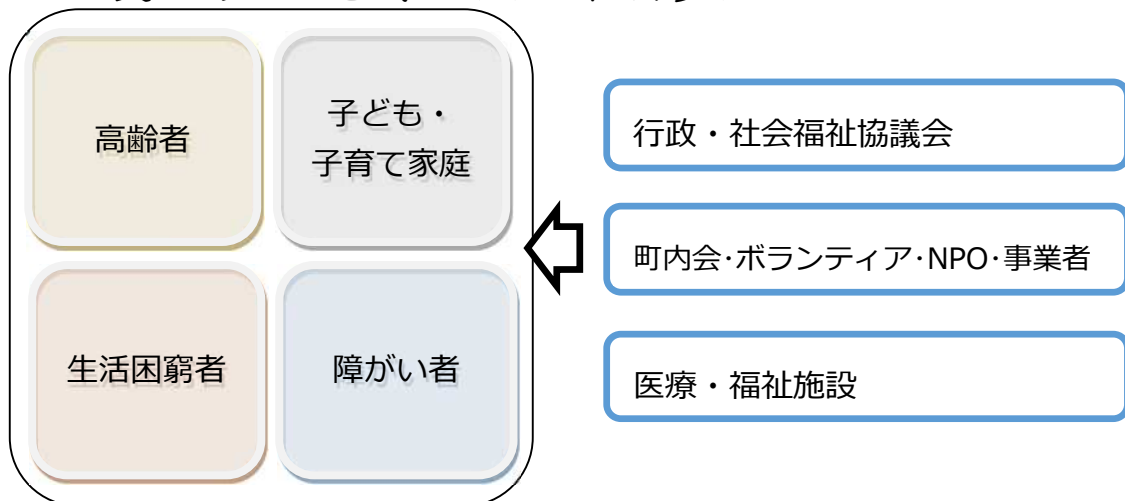 高齢者
子ども・
子育て家庭
生活困窮者
障がい者
行政・社会福祉協議会
町内会・ボランティア・NPO・事業者
医療・福祉施設